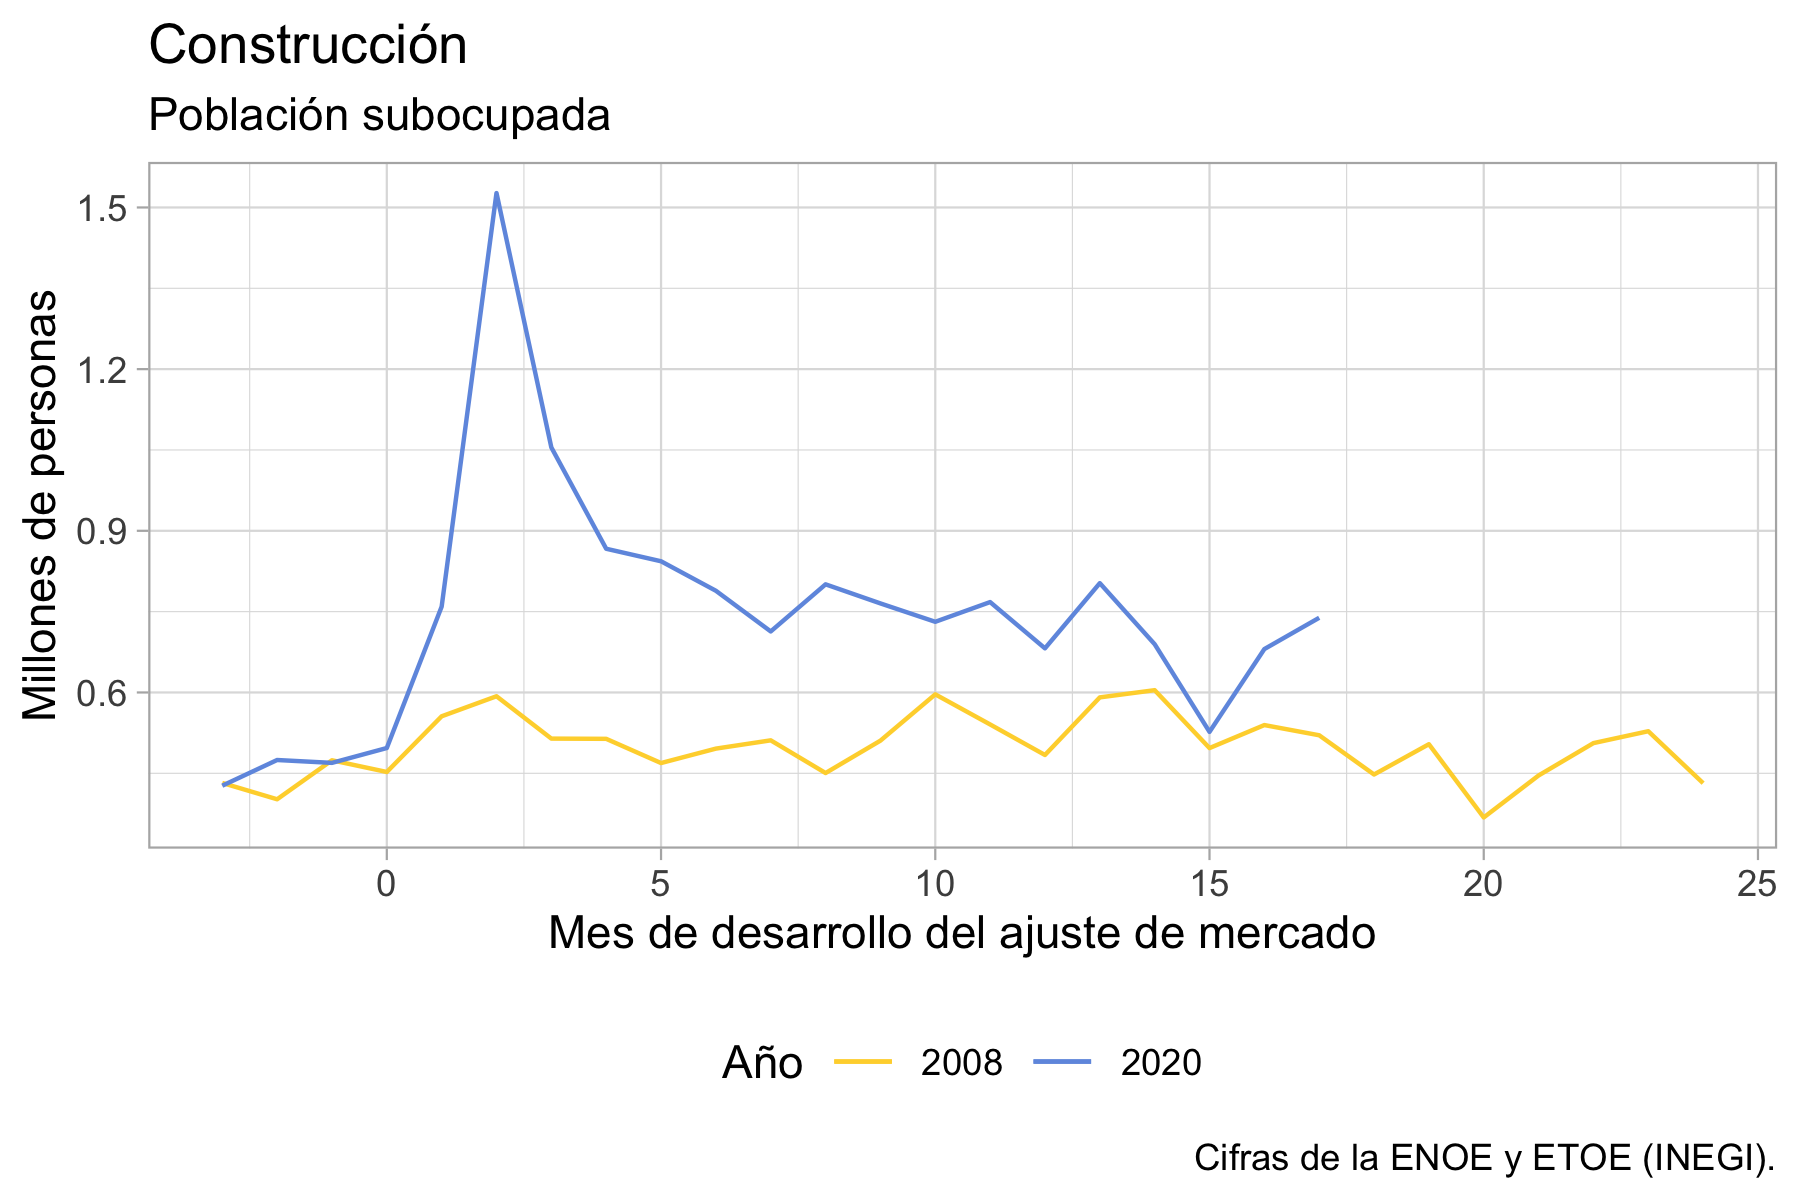 Construcción
Población subocupada
Millones de personas
1.5
1.2
0.9
0.6
0 5 10 15 20 25
Mes de desarrollo del ajuste de mercado
Año 2008 2020
Cifras de la ENOE y ETOE (INEGI).